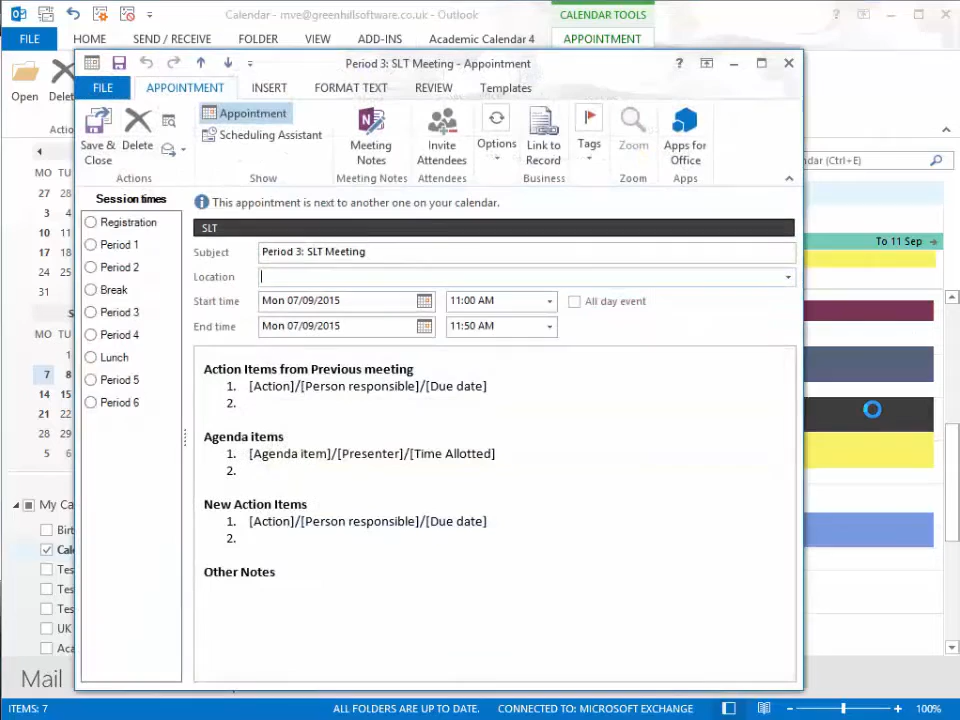 Calendar - mve@greenhillsoftware.co.uk - Outlook
CALENDAR TOOLS
FILE
HOME
SEND / RECEIVE
FOLDER
VIEW
ADD-INS
Academic Calendar 4
APPOINTMENT
Period 3: SLT Meeting - Appointment
FILE
APPOINTMENT
INSERT
FORMAT TEXT
REVIEW
Templates
Open
Save & Close
Delete
Appointment
Scheduling Assistant
Meeting Notes
Invite Attendees
Options
Link to Record
Tags
Zoom
Apps for Office
Actions
Show
Meeting Notes
Attendees
Business
Zoom
Apps
(Ctrl+E)
Session times
Registration
Period 1
Period 2
Break
Period 3
Period 4
Lunch
Period 5
Period 6
This appointment is next to another one on your calendar.
SLT
Subject
Period 3: SLT Meeting
Location
Start time
Mon 07/09/2015
11:00 AM
All day event
End time
Mon 07/09/2015
11:50 AM
Action Items from Previous meeting
1. [Action]/[Person responsible]/[Due date]
2.
Agenda items
1. [Agenda item]/[Presenter]/[Time Allotted]
2.
New Action Items
1. [Action]/[Person responsible]/[Due date]
2.
Other Notes
To 11 Sep
MO TU
27 28
3 4
10 11
17 18
24 25
31
MO TU
1
7 8
14 15
21 22
28 29
5 6
My Ca
UK
Mail
ITEMS: 7
ALL FOLDERS ARE UP TO DATE.
CONNECTED TO: MICROSOFT EXCHANGE
100%